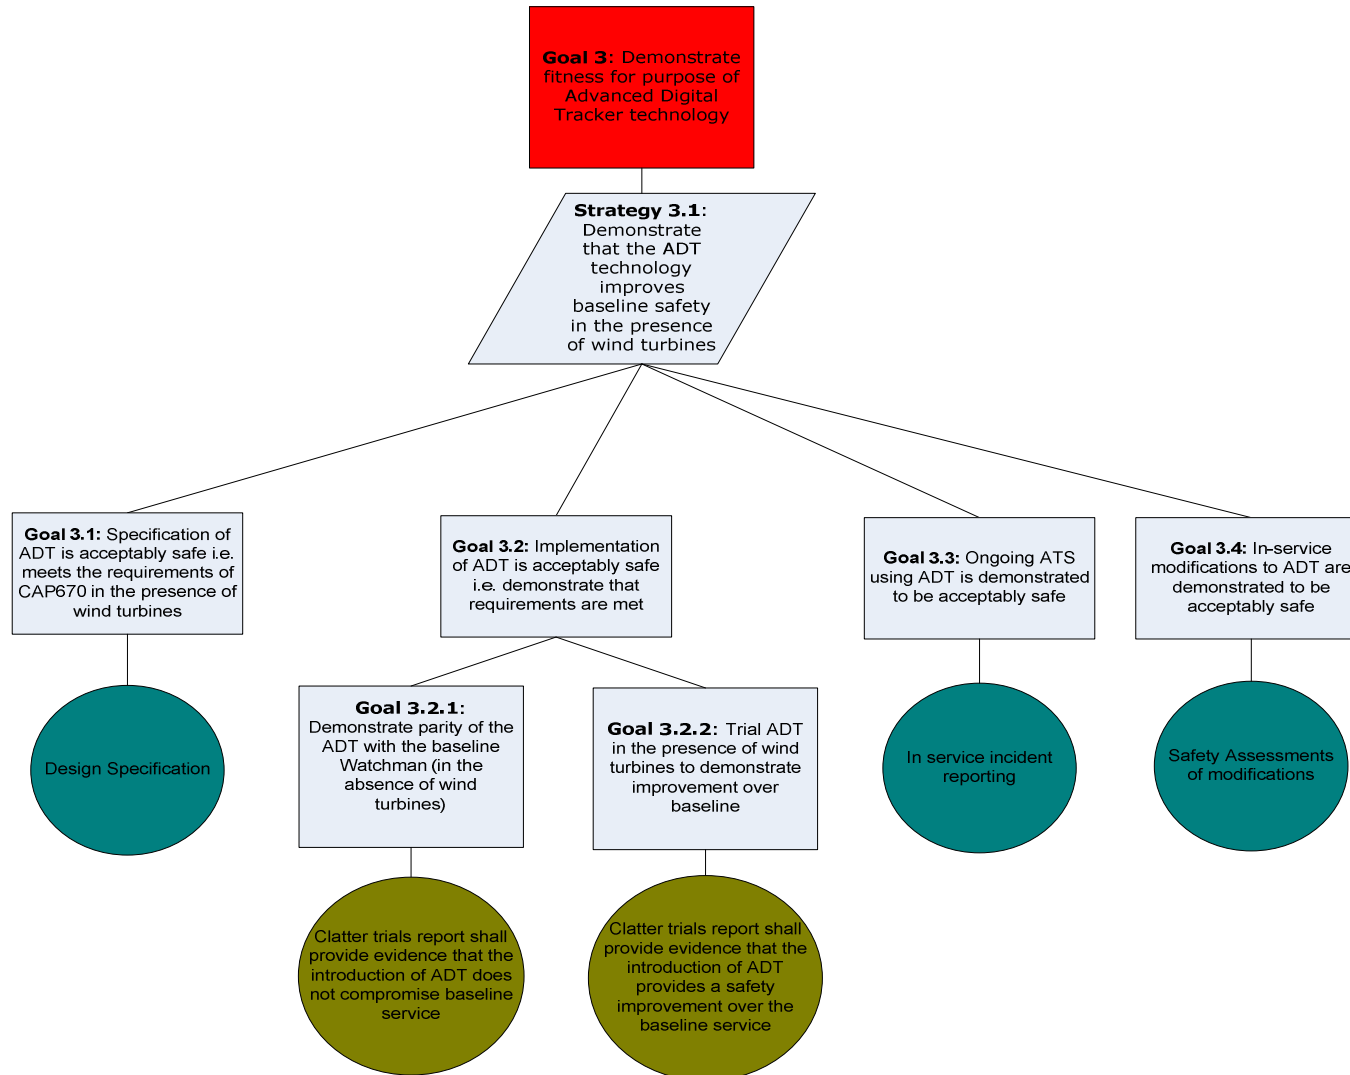 Goal 3: Demonstrate
fitness for purpose of
Advanced Digital
Tracker technology
Strategy 3.1:
Demonstrate
that the ADT
technology
improves
baseline safety
in the presence
of wind turbines
Goal 3.1: Specification of
ADT is acceptably safe i.e.
meets the requirements of
CAP670 in the presence of
wind turbines
Goal 3.2: Implementation
of ADT is acceptably safe
i.e. demonstrate that
requirements are met
Goal 3.3: Ongoing ATS
using ADT is demonstrated
to be acceptably safe
Goal 3.4: In-service
modifications to ADT are
demonstrated to be
acceptably safe
Design Specification
Goal 3.2.1:
Demonstrate parity of the
ADT with the baseline
Watchman (in the
absence of wind
turbines)
Goal 3.2.2: Trial ADT
in the presence of wind
turbines to demonstrate
improvement over
baseline
In service incident
reporting
Safety Assessments
of modifications
Clatter trials report shall
provide evidence that the
introduction of ADT does
not compromise baseline
service
Clatter trials report shall
provide evidence that the
introduction of ADT
provides a safety
improvement over the
baseline service